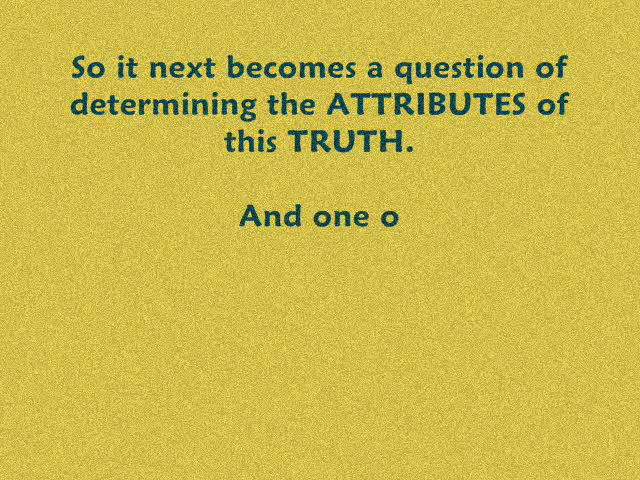 So it next becomes a question of
determining the ATTRIBUTES of
this TRUTH.
And one o